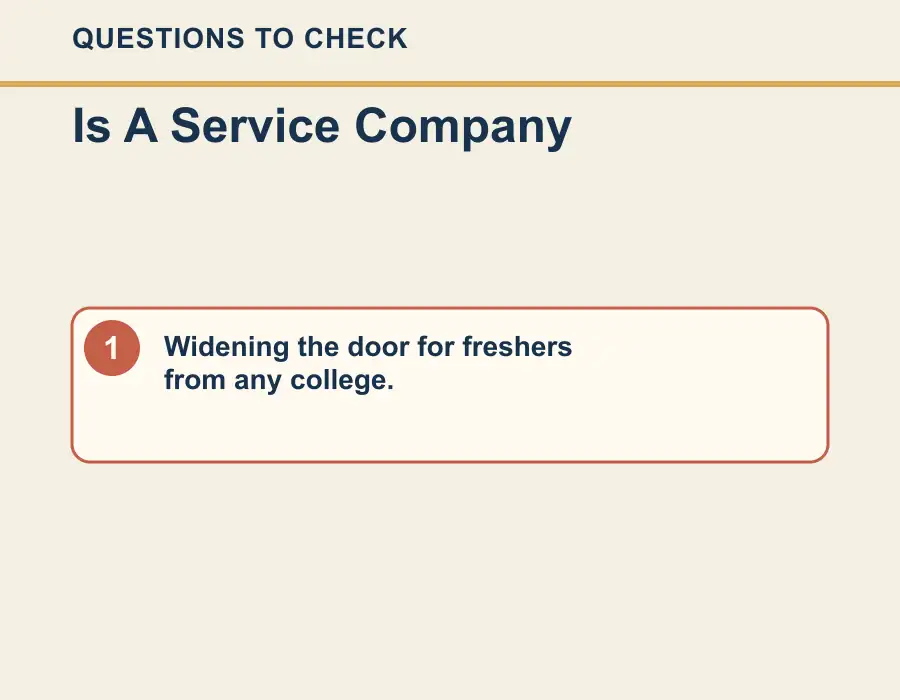 QUESTIONS TO CHECK
Is A Service Company
1
Widening the door for freshers
from any college.